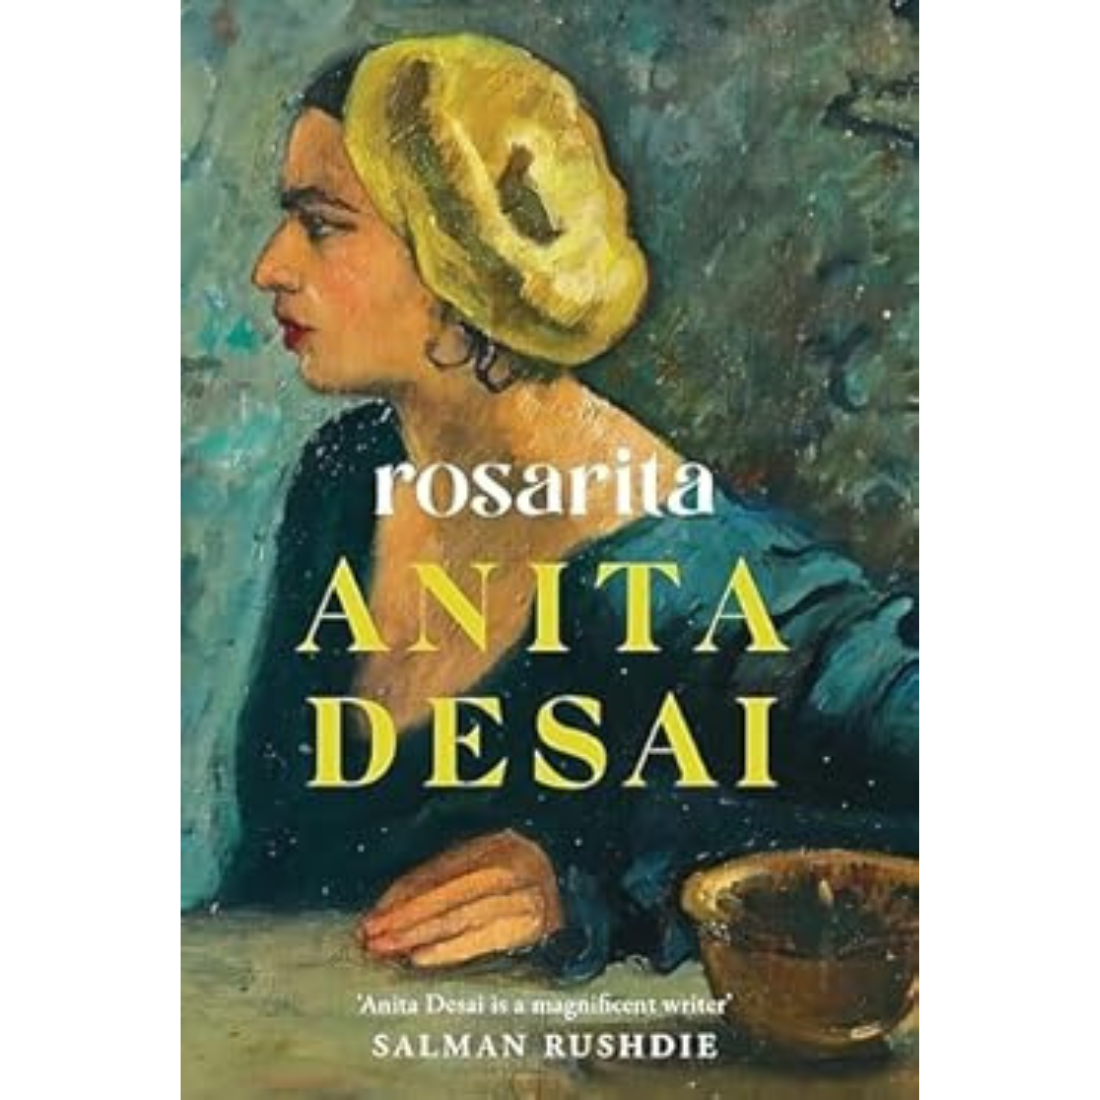 rosarita
ANITA
DESAI
'Anita Desai is a magnificent writer'
SALMAN RUSHDIE